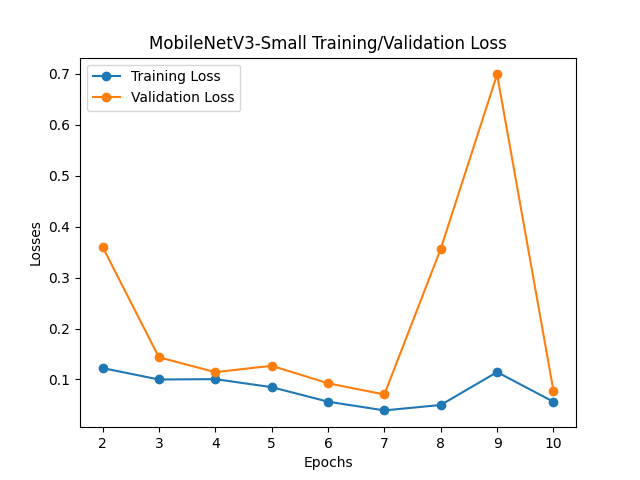 MobileNetV3-Small Training/Validation Loss
Training Loss
Validation Loss
Losses
0.7
0.6
0.5
0.4
0.3
0.2
0.1
2 3 4 5 6 7 8 9 10
Epochs